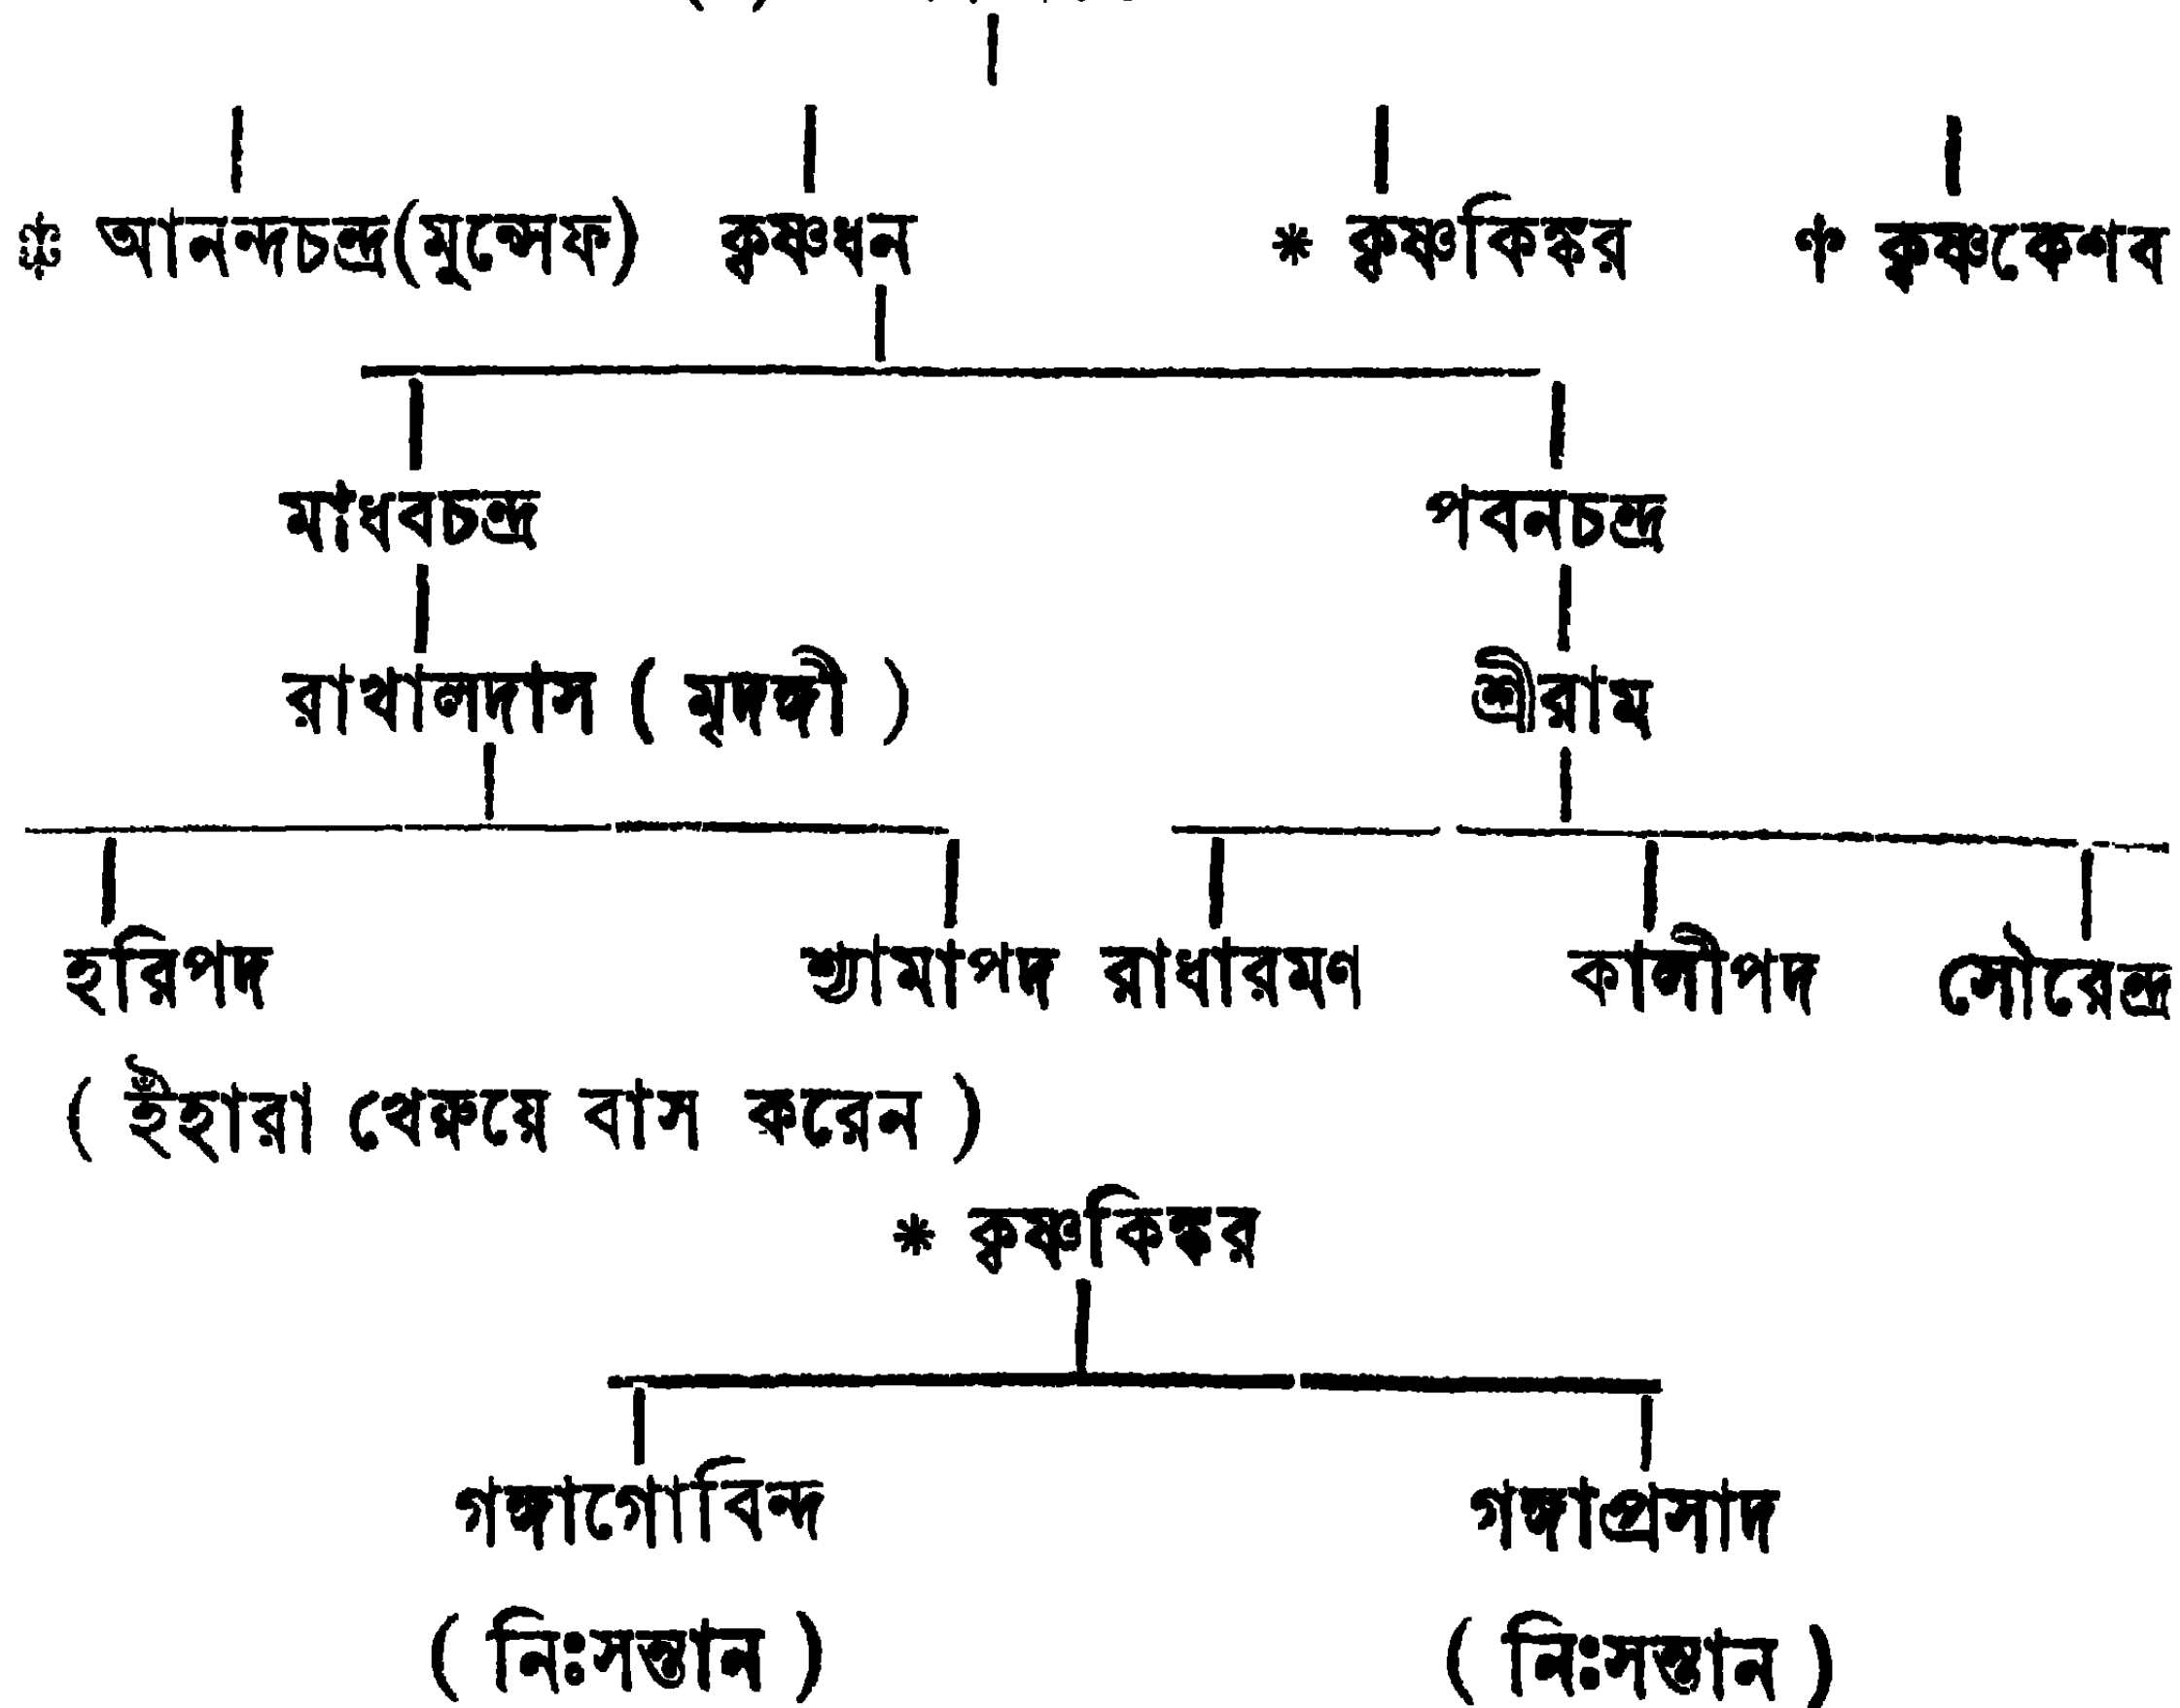 আনন্দচন্দ্র(মুন্সেফ) কৃষ্ণধন * কৃষ্ণকিঙ্কর † কৃষ্ণকেশব
মাধবচন্দ্র পবনচন্দ্র
রাখালদাস ( মৃদঙ্গী ) শ্রীরাম
হরিপদ শ্যামাপদ রাধারমণ কালীপদ সৌরেন্দ্র
( ইঁহারা বেরুয়ে বাস করেন )
* কৃষ্ণকিঙ্কর
গঙ্গাগোবিন্দ গঙ্গাপ্রসাদ
( নিঃসন্তান ) ( নিঃসন্তান )